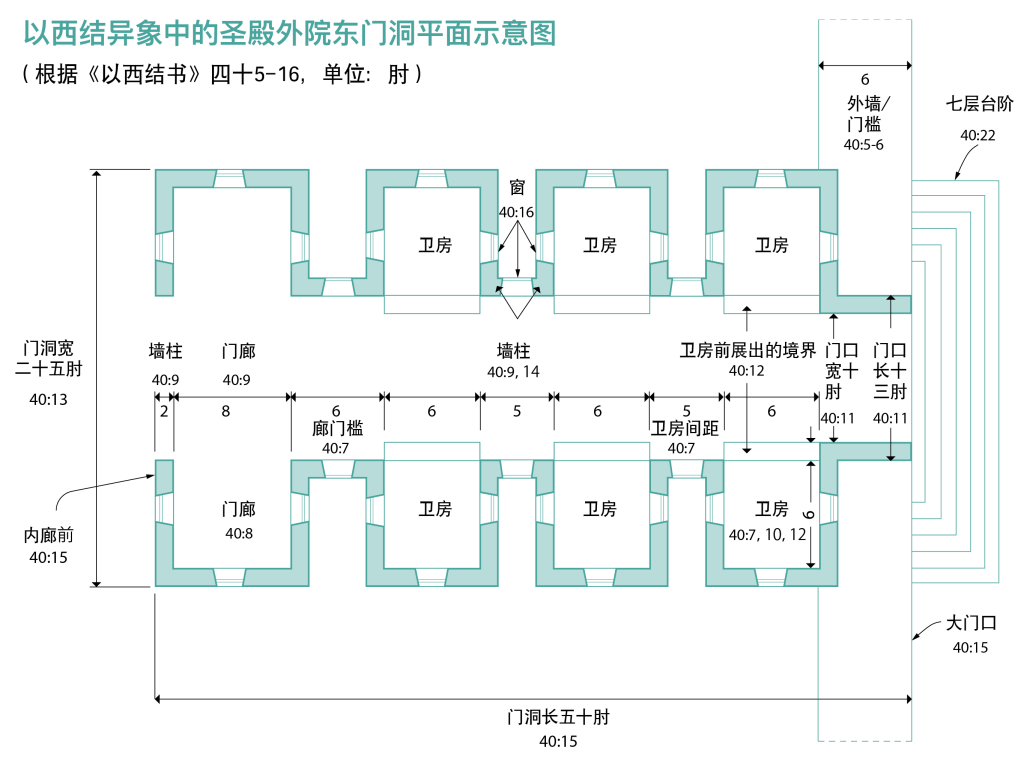 以西结异象中的圣殿外院东门洞平面示意图
（根据《以西结书》四十5-16，单位：肘）
6
外墙/
门槛
40:5-6
七层台阶
40:22
窗
40:16
卫房
卫房
卫房
门洞宽
二十五肘
40:13
墙柱
40:9
门廊
40:9
墙柱
40:9, 14
卫房前展出的境界
40:12
门口
宽十
肘
40:11
门口
长十
三肘
40:11
2
8
6
6
5
6
5
6
廊门槛
40:7
卫房间距
40:7
内廊前
40:15
门廊
40:8
卫房
卫房
卫房
40:7, 10, 12
6
大门口
40:15
门洞长五十肘
40:15